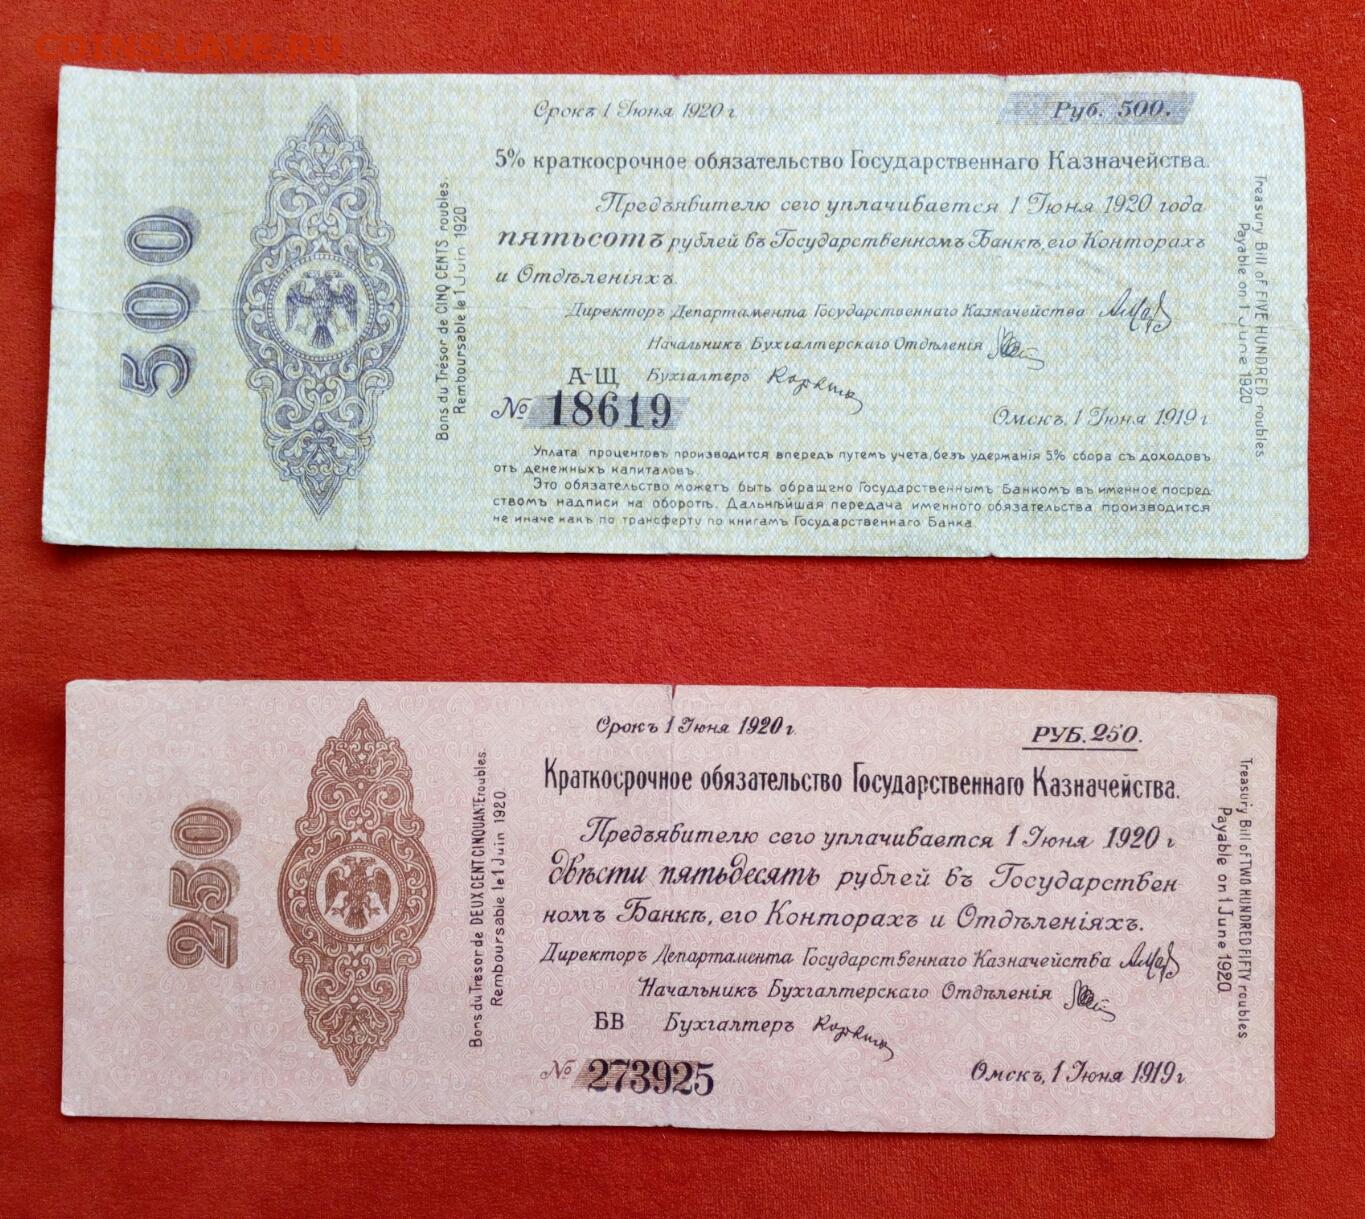 COINS.LAVE.RU
500
Bons du Trésor de CINQ CENTS roubles.
Remboursable le 1 Juin 1920
Срокъ 1 Іюня 1920 г.
Руб. 500.
5% краткосрочное обязательство Государственнаго Казначейства.
Предъявителю сего уплачивается 1 Іюня 1920 года
пятьсотъ рублей въ Государственномъ Банкѣ, его Конторахъ
и Отдѣленіяхъ.
Директоръ Департамента Государственнаго Казначейства
Начальникъ Бухгалтерскаго Отдѣленія
А-Щ Бухгалтеръ
№ 18619
Омскъ, 1 Іюня 1919 г.
Уплата процентовъ производится впередъ путемъ учета, безъ удержанія 5% сбора съ доходовъ
отъ денежныхъ капиталовъ.
Это обязательство можетъ быть обращено Государственнымъ Банкомъ въ именное посред
ствомъ надписи на оборотѣ. Дальнѣйшая передача именного обязательства производится
не иначе какъ по трансферту по книгамъ Государственнаго Банка.
Treasury Bill of FIVE HUNDRED roubles.
Payable on 1 June 1920
250
Bons du Trésor de DEUX CENT CINQUANTE roubles.
Remboursable le 1 Juin 1920.
Срокъ 1 Іюня 1920 г.
РУБ. 250.
Краткосрочное обязательство Государственнаго Казначейства.
Предъявителю сего уплачивается 1 Іюня 1920 г
двѣсти пятьдесятъ рублей въ Государствен
номъ Банкѣ, его Конторахъ и Отдѣленіяхъ.
Директоръ Департамента Государственнаго Казначейства
Начальникъ Бухгалтерскаго Отдѣленія
БВ Бухгалтеръ
№ 273925
Омскъ, 1 Іюня 1919 г.
Treasury Bill of TWO HUNDRED FIFTY roubles
Payable on 1 June 1920.